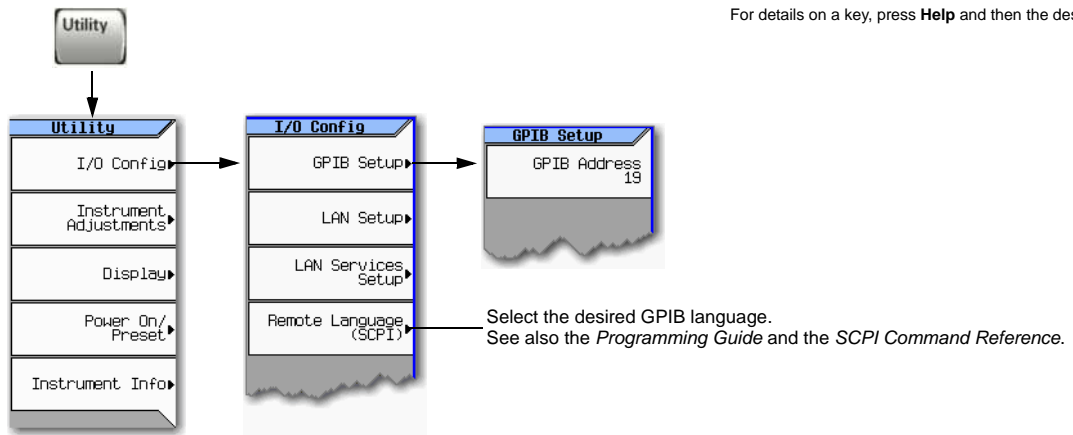 For details on a key, press Help and then the
Utility
Utility
I/O Config
Instrument
Adjustments
Display
Power On/
Preset
Instrument Info
I/O Config
GPIB Setup
LAN Setup
LAN Services
Setup
Remote Language
(SCPI)
GPIB Setup
GPIB Address
19
Select the desired GPIB language.
See also the Programming Guide and the SCPI Command Reference.